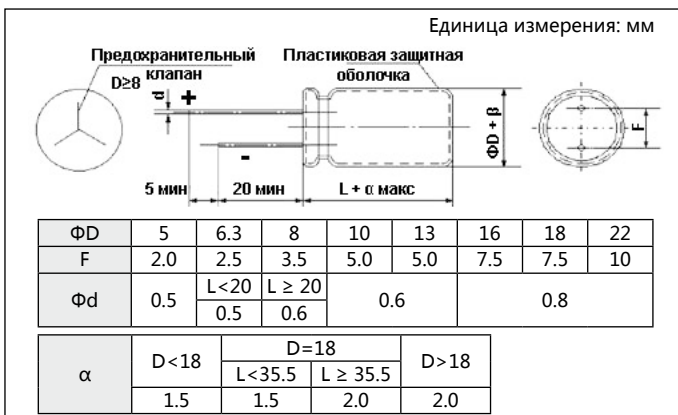 Единица измерения: мм
Предохранительный клапан
D≥8
Пластиковая защитная оболочка
d
+
-
ΦD + β
F
5 мин
20 мин
L + α макс
ΦD 5 6.3 8 10 13 16 18 22
F 2.0 2.5 3.5 5.0 5.0 7.5 7.5 10
Φd 0.5 L<20 L ≥ 20 0.6 0.8
0.5 0.6
α D<18 D=18 D>18
L<35.5 L ≥ 35.5
1.5 1.5 2.0 2.0